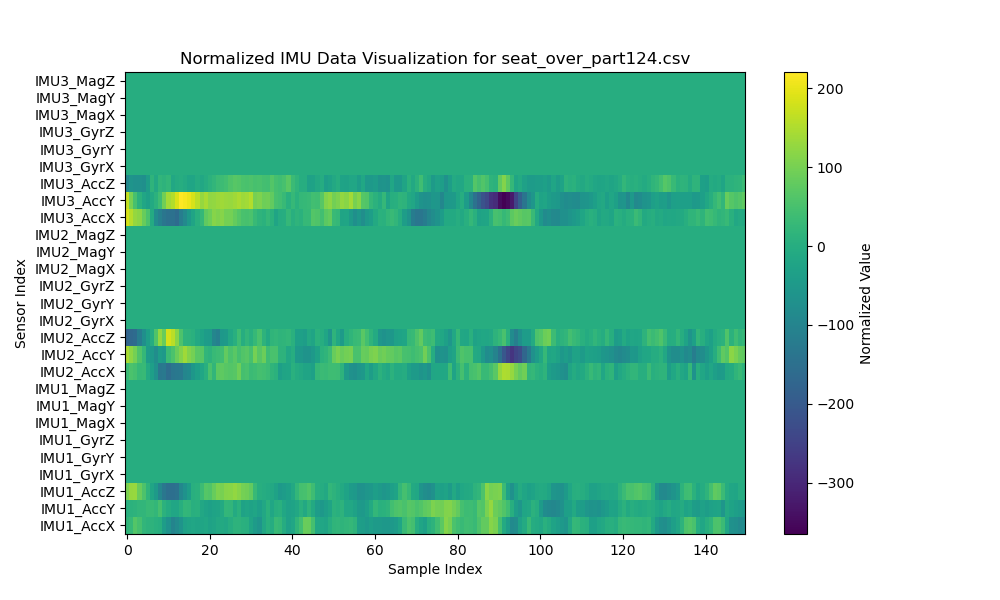 Normalized IMU Data Visualization for seat_over_part124.csv
IMU3_MagZ
IMU3_MagY
IMU3_MagX
IMU3_GyrZ
IMU3_GyrY
IMU3_GyrX
IMU3_AccZ
IMU3_AccY
IMU3_AccX
IMU2_MagZ
IMU2_MagY
IMU2_MagX
IMU2_GyrZ
IMU2_GyrY
IMU2_GyrX
IMU2_AccZ
IMU2_AccY
IMU2_AccX
IMU1_MagZ
IMU1_MagY
IMU1_MagX
IMU1_GyrZ
IMU1_GyrY
IMU1_GyrX
IMU1_AccZ
IMU1_AccY
IMU1_AccX
Sensor Index
0 20 40 60 80 100 120 140
Sample Index
200
100
0
−100
−200
−300
Normalized Value